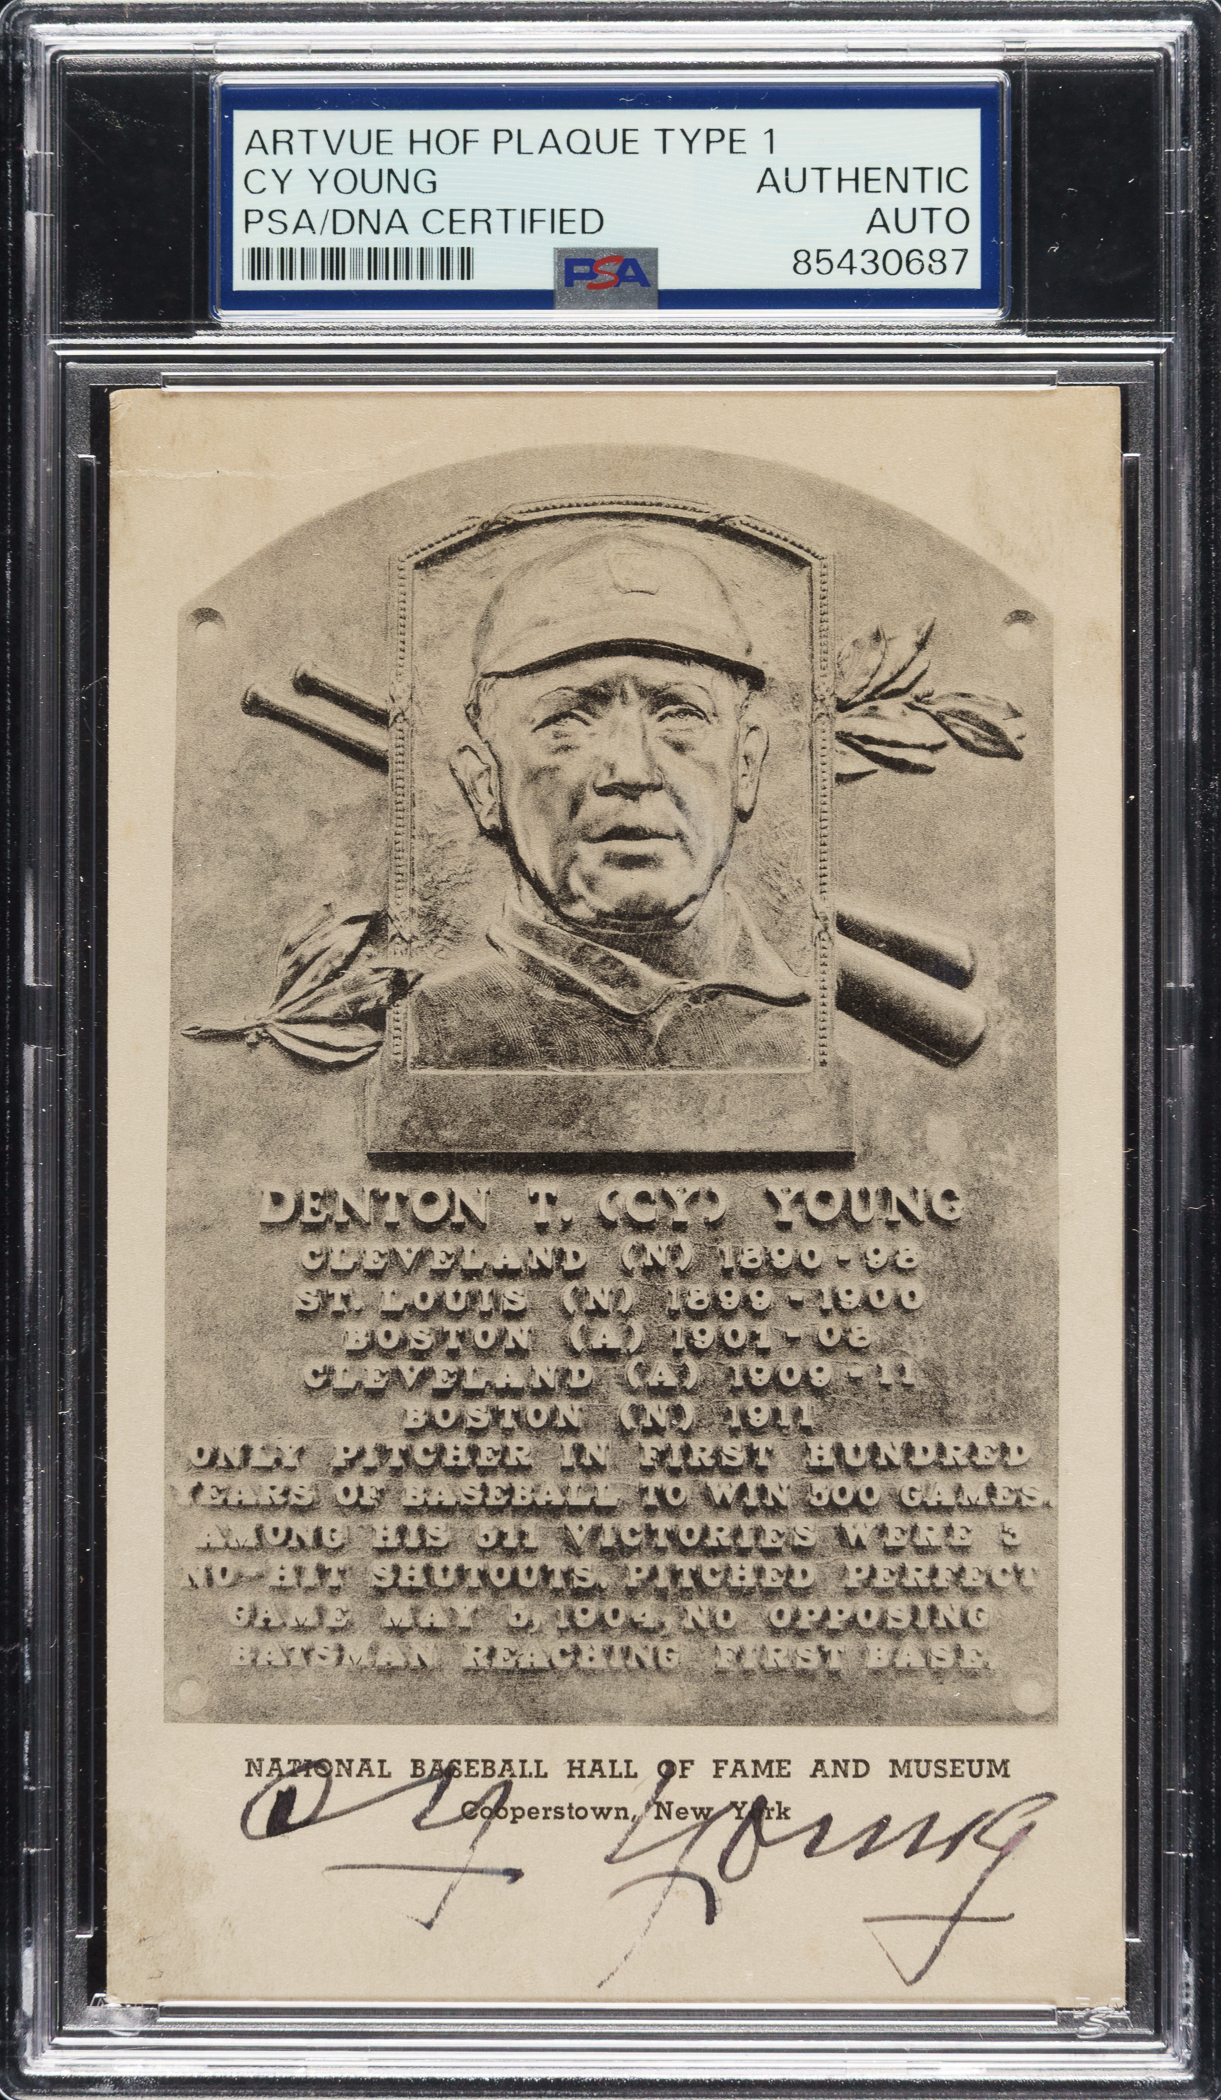 ARTVUE HOF PLAQUE TYPE 1
CY YOUNG AUTHENTIC
PSA/DNA CERTIFIED AUTO
PSA 85430687
DENTON T. (CY) YOUNG
CLEVELAND (N) 1890-98
ST. LOUIS (N) 1899-1900
BOSTON (A) 1901-08
CLEVELAND (A) 1909-11
BOSTON (N) 1911
ONLY PITCHER IN FIRST HUNDRED
YEARS OF BASEBALL TO WIN 500 GAMES.
AMONG HIS 511 VICTORIES WERE 3
NO-HIT SHUTOUTS. PITCHED PERFECT
GAME MAY 5, 1904, NO OPPOSING
BATSMAN REACHING FIRST BASE.
NATIONAL BASEBALL HALL OF FAME AND MUSEUM
Cooperstown, New York
Cy Young